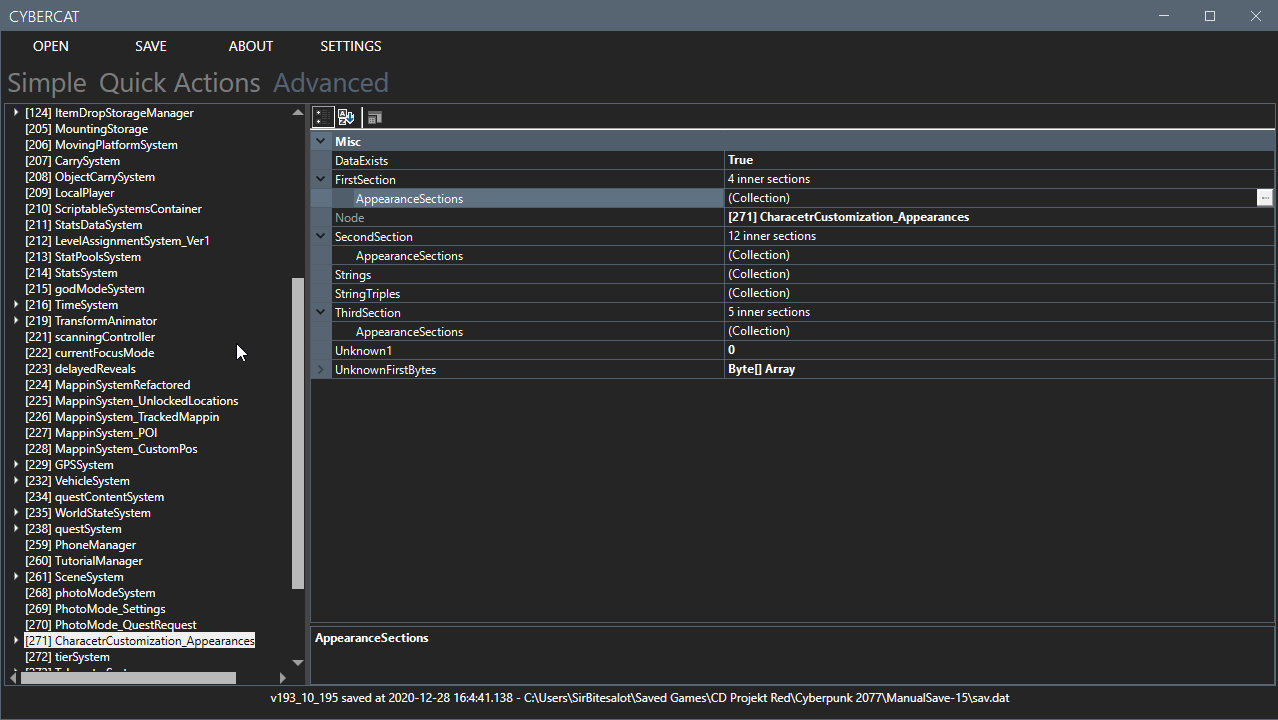 CYBERCAT
OPEN SAVE ABOUT SETTINGS
Simple Quick Actions Advanced
[124] ItemDropStorageManager
[205] MountingStorage
[206] MovingPlatformSystem
[207] CarrySystem
[208] ObjectCarrySystem
[209] LocalPlayer
[210] ScriptableSystemsContainer
[211] StatsDataSystem
[212] LevelAssignmentSystem_Ver1
[213] StatPoolsSystem
[214] StatsSystem
[215] godModeSystem
[216] TimeSystem
[219] TransformAnimator
[221] scanningController
[222] currentFocusMode
[223] delayedReveals
[224] MappinSystemRefactored
[225] MappinSystem_UnlockedLocations
[226] MappinSystem_TrackedMappin
[227] MappinSystem_POI
[228] MappinSystem_CustomPos
[229] GPSSystem
[232] VehicleSystem
[234] questContentSystem
[235] WorldStateSystem
[238] questSystem
[259] PhoneManager
[260] TutorialManager
[261] SceneSystem
[268] photoModeSystem
[269] PhotoMode_Settings
[270] PhotoMode_QuestRequest
[271] CharacetrCustomization_Appearances
[272] tierSystem
Misc
DataExists True
FirstSection 4 inner sections
AppearanceSections (Collection) ...
Node [271] CharacetrCustomization_Appearances
SecondSection 12 inner sections
AppearanceSections (Collection)
Strings (Collection)
StringTriples (Collection)
ThirdSection 5 inner sections
AppearanceSections (Collection)
Unknown1 0
UnknownFirstBytes Byte[] Array
AppearanceSections
v193_10_195 saved at 2020-12-28 16:4:41.138 - C:\Users\SirBitesalot\Saved Games\CD Projekt Red\Cyberpunk 2077\ManualSave-15\sav.dat